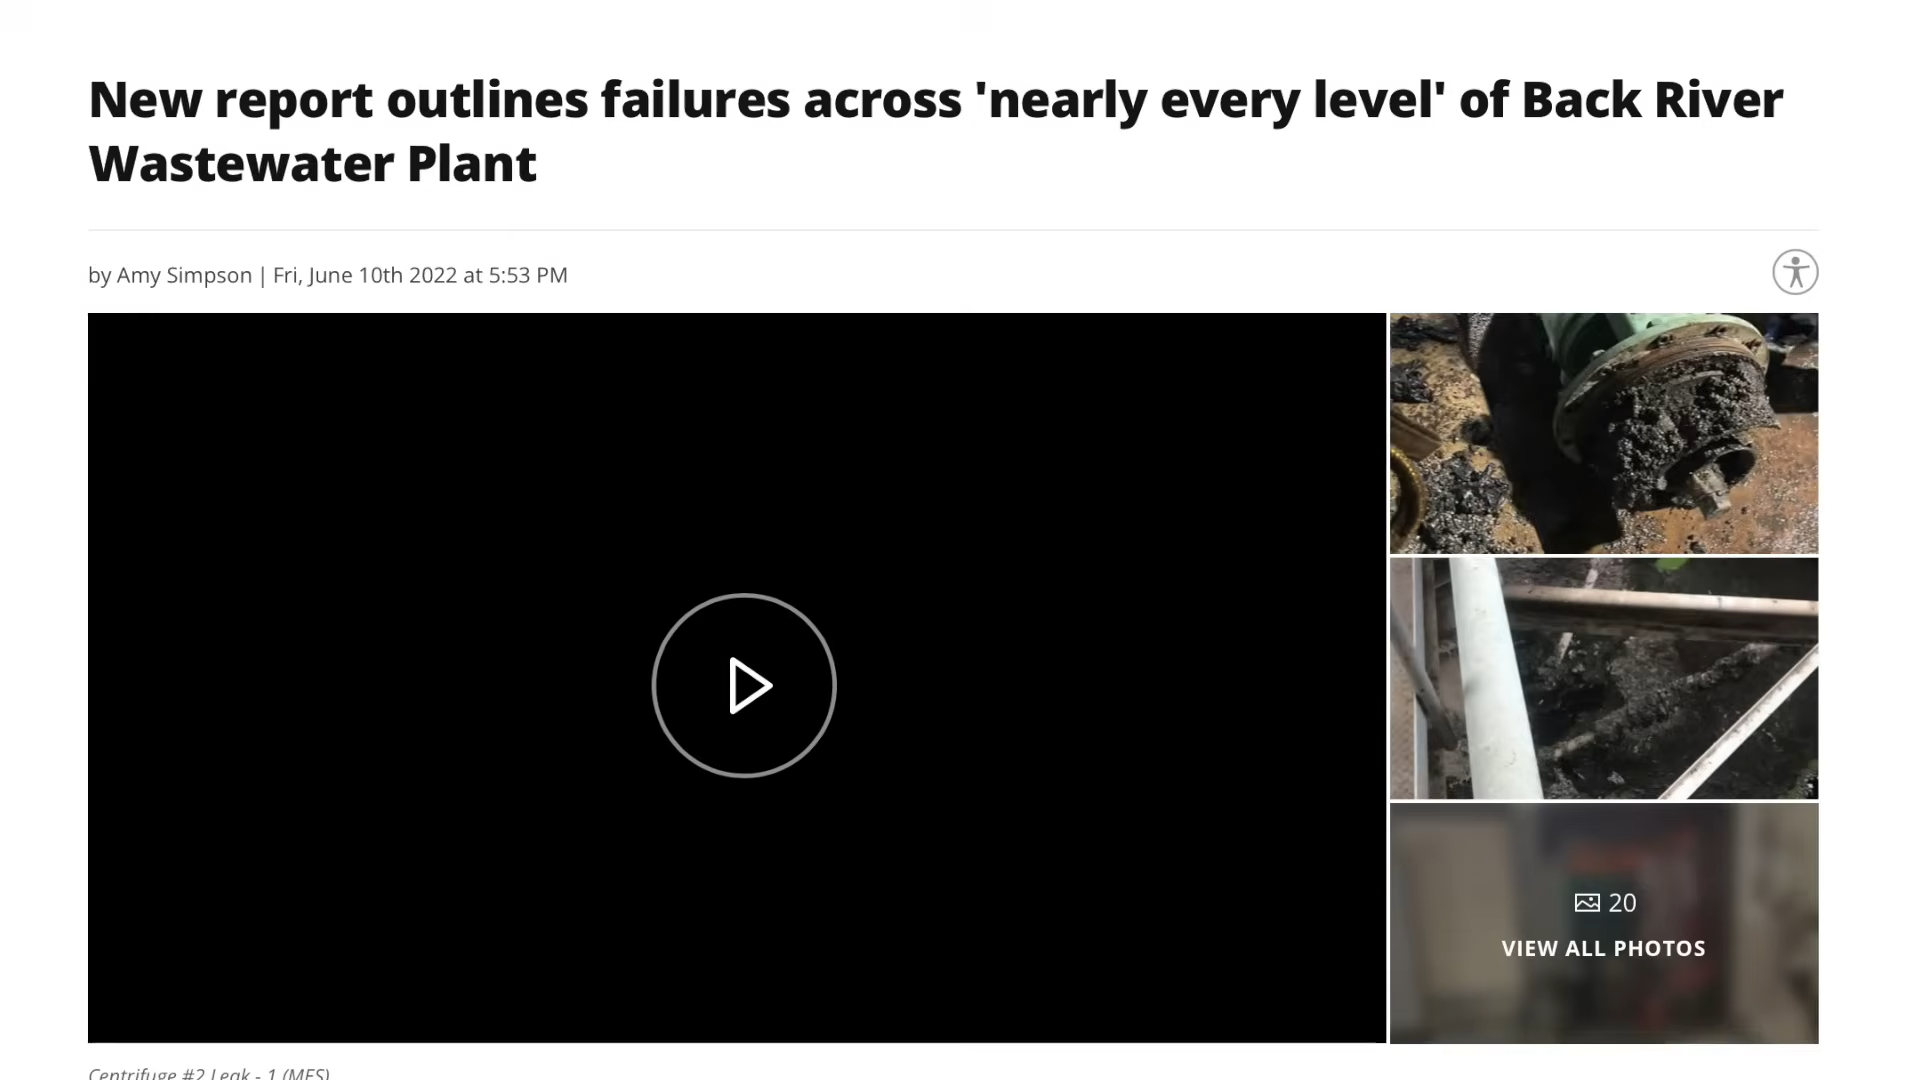 New report outlines failures across 'nearly every level' of Back River
Wastewater Plant
by Amy Simpson | Fri, June 10th 2022 at 5:53 PM
20
VIEW ALL PHOTOS
Centrifuge #2 Leak - 1 (MES)